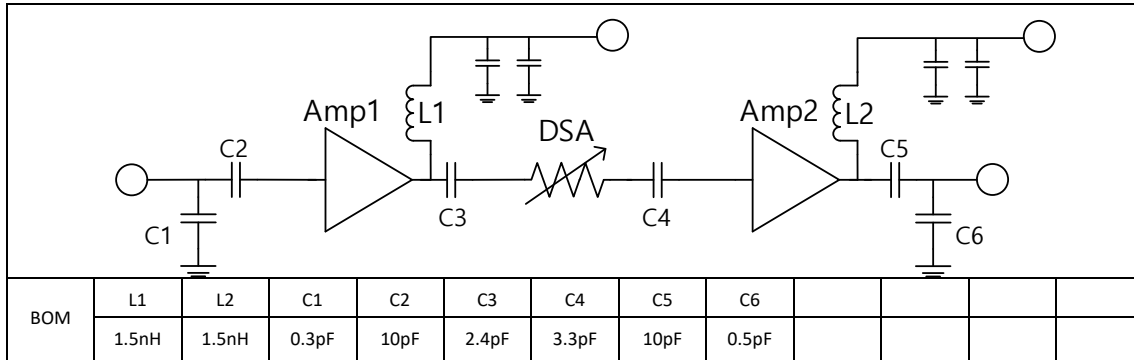 Amp1
L1
DSA
Amp2
L2
C2
C5
C1
C3
C4
C6
BOM L1 L2 C1 C2 C3 C4 C5 C6
1.5nH 1.5nH 0.3pF 10pF 2.4pF 3.3pF 10pF 0.5pF